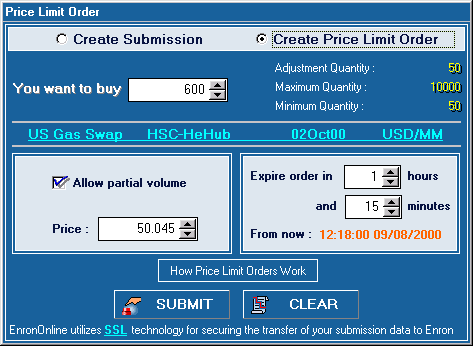 Price Limit Order
Create Submission Create Price Limit Order
Adjustment Quantity : 50
You want to buy 600 Maximum Quantity : 10000
Minimum Quantity : 50
US Gas Swap HSC-HeHub 02Oct00 USD/MM
Allow partial volume
Price : 50.045
Expire order in 1 hours
and 15 minutes
From now : 12:18:00 09/08/2000
How Price Limit Orders Work
SUBMIT CLEAR
EnronOnline utilizes SSL technology for securing the transfer of your submission data to Enron